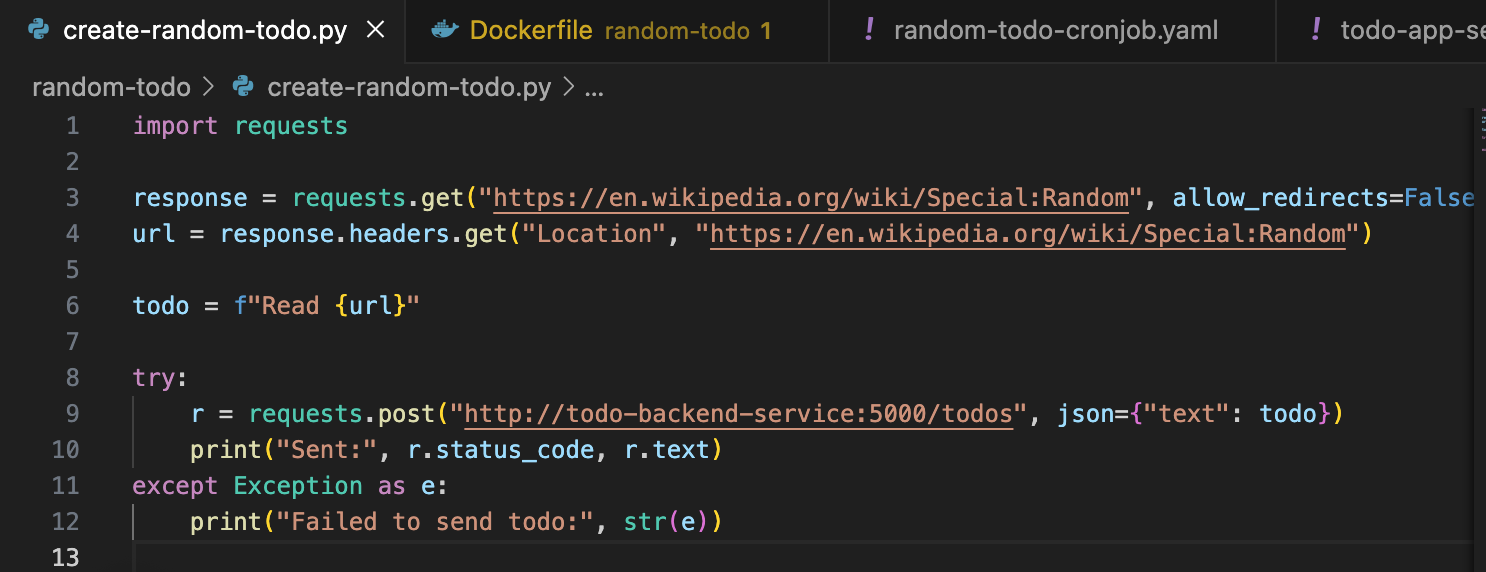 create-random-todo.py Dockerfile random-todo 1 ! random-todo-cronjob.yaml ! todo-app-se
random-todo > create-random-todo.py > ...
1 import requests
2
3 response = requests.get("https://en.wikipedia.org/wiki/Special:Random", allow_redirects=False
4 url = response.headers.get("Location", "https://en.wikipedia.org/wiki/Special:Random")
5
6 todo = f"Read {url}"
7
8 try:
9     r = requests.post("http://todo-backend-service:5000/todos", json={"text": todo})
10     print("Sent:", r.status_code, r.text)
11 except Exception as e:
12     print("Failed to send todo:", str(e))
13